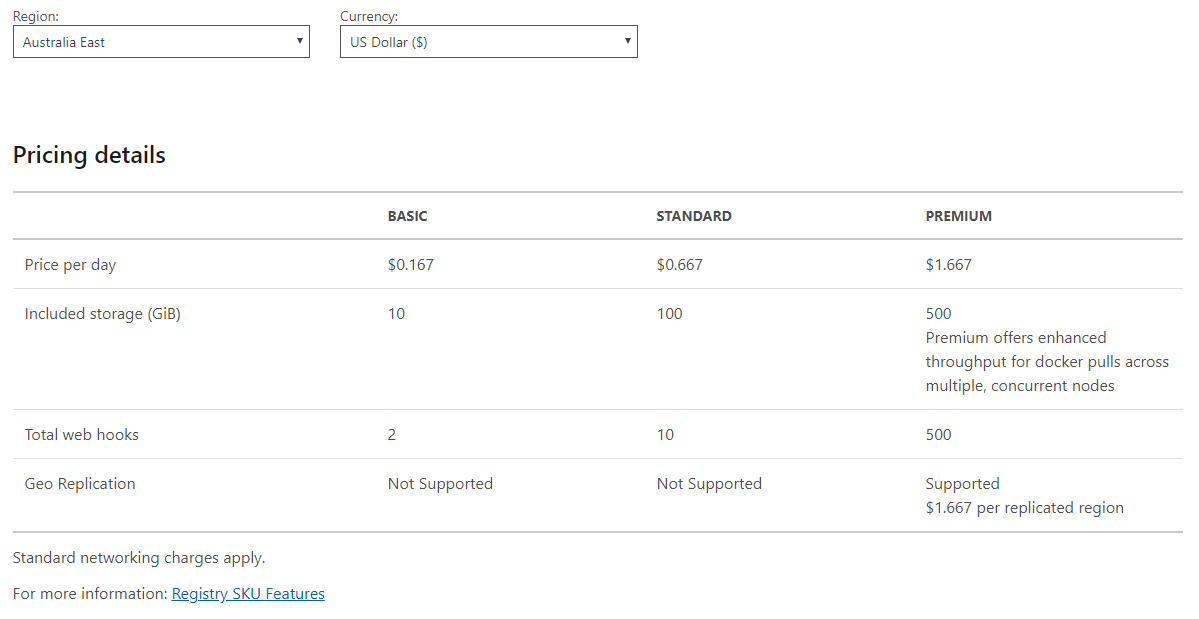 Region: Currency:
Australia East US Dollar ($)
Pricing details
BASIC STANDARD PREMIUM
Price per day $0.167 $0.667 $1.667
Included storage (GiB) 10 100 500
Premium offers enhanced
throughput for docker pulls across
multiple, concurrent nodes
Total web hooks 2 10 500
Geo Replication Not Supported Not Supported Supported
$1.667 per replicated region
Standard networking charges apply.
For more information: Registry SKU Features